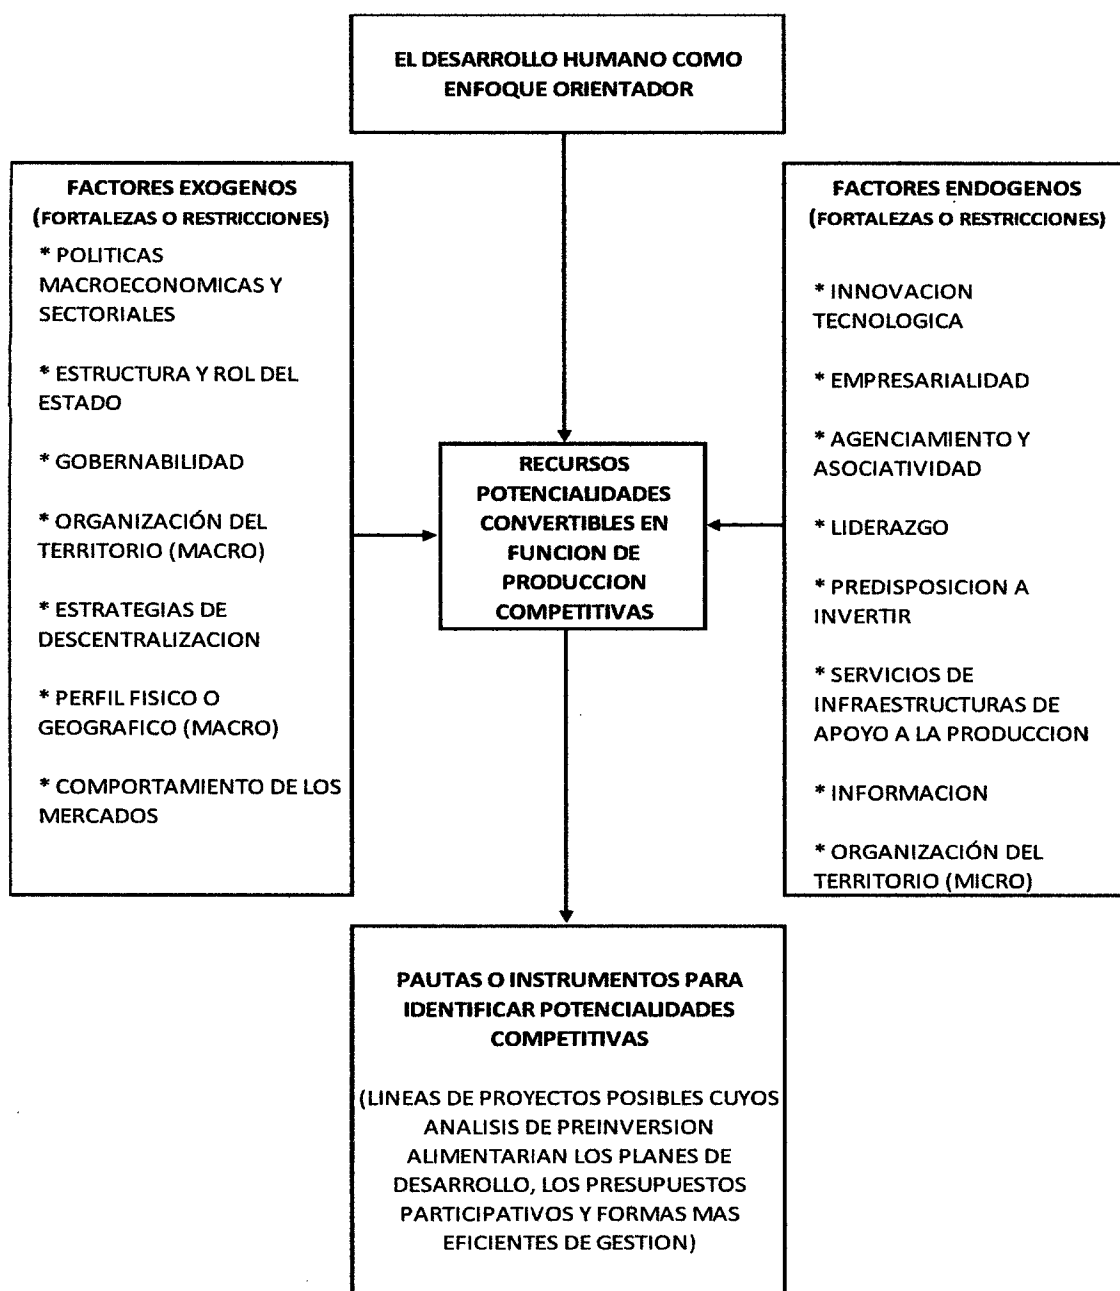 EL DESARROLLO HUMANO COMO
ENFOQUE ORIENTADOR
FACTORES EXOGENOS
(FORTALEZAS O RESTRICCIONES)
* POLITICAS
MACROECONOMICAS Y
SECTORIALES
* ESTRUCTURA Y ROL DEL
ESTADO
* GOBERNABILIDAD
* ORGANIZACIÓN DEL
TERRITORIO (MACRO)
* ESTRATEGIAS DE
DESCENTRALIZACION
* PERFIL FISICO O
GEOGRAFICO (MACRO)
* COMPORTAMIENTO DE LOS
MERCADOS
RECURSOS
POTENCIALIDADES
CONVERTIBLES EN
FUNCION DE
PRODUCCION
COMPETITIVAS
FACTORES ENDOGENOS
(FORTALEZAS O RESTRICCIONES)
* INNOVACION
TECNOLOGICA
* EMPRESARIALIDAD
* AGENCIAMIENTO Y
ASOCIATIVIDAD
* LIDERAZGO
* PREDISPOSICION A
INVERTIR
* SERVICIOS DE
INFRAESTRUCTURAS DE
APOYO A LA PRODUCCION
* INFORMACION
* ORGANIZACIÓN DEL
TERRITORIO (MICRO)
PAUTAS O INSTRUMENTOS PARA
IDENTIFICAR POTENCIALIDADES
COMPETITIVAS
(LINEAS DE PROYECTOS POSIBLES CUYOS
ANALISIS DE PREINVERSION
ALIMENTARIAN LOS PLANES DE
DESARROLLO, LOS PRESUPUESTOS
PARTICIPATIVOS Y FORMAS MAS
EFICIENTES DE GESTION)